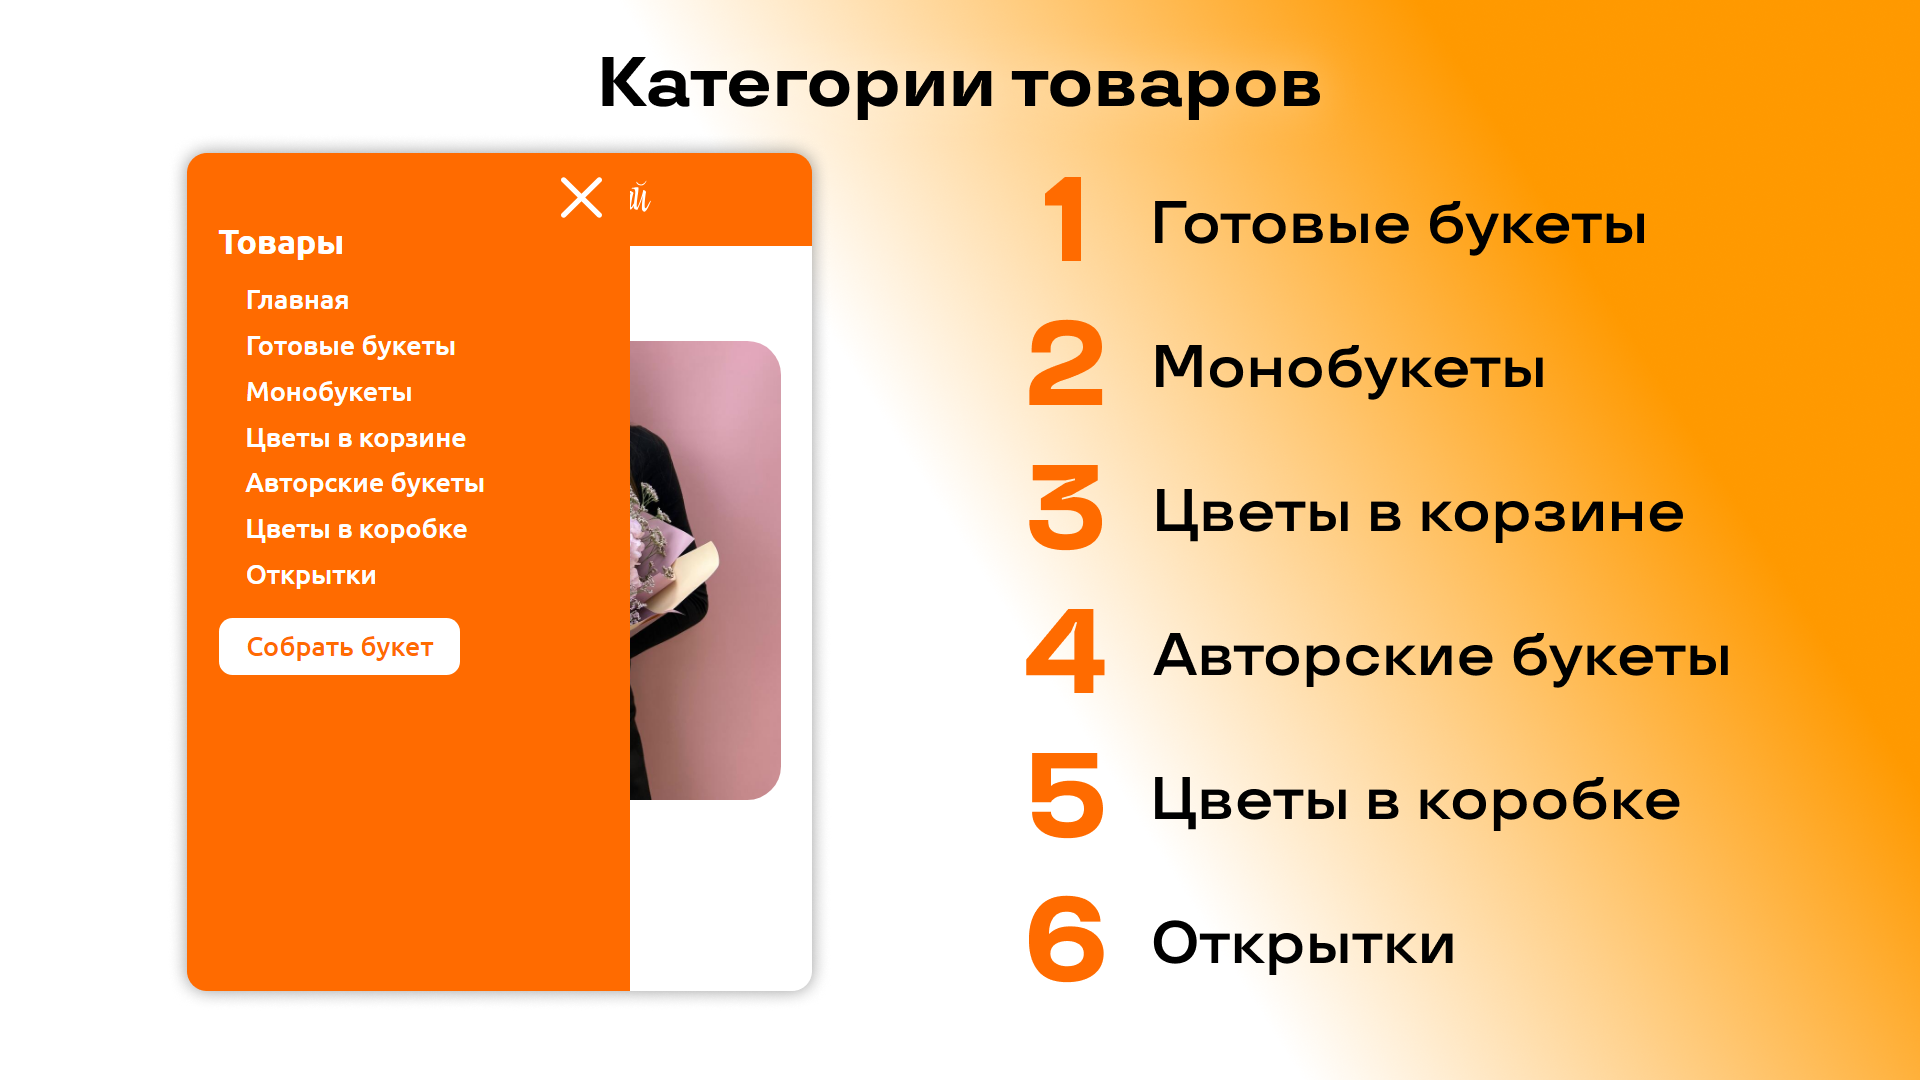 Категории товаров
Товары
Главная
Готовые букеты
Монобукеты
Цветы в корзине
Авторские букеты
Цветы в коробке
Открытки
Собрать букет
1 Готовые букеты
2 Монобукеты
3 Цветы в корзине
4 Авторские букеты
5 Цветы в коробке
6 Открытки